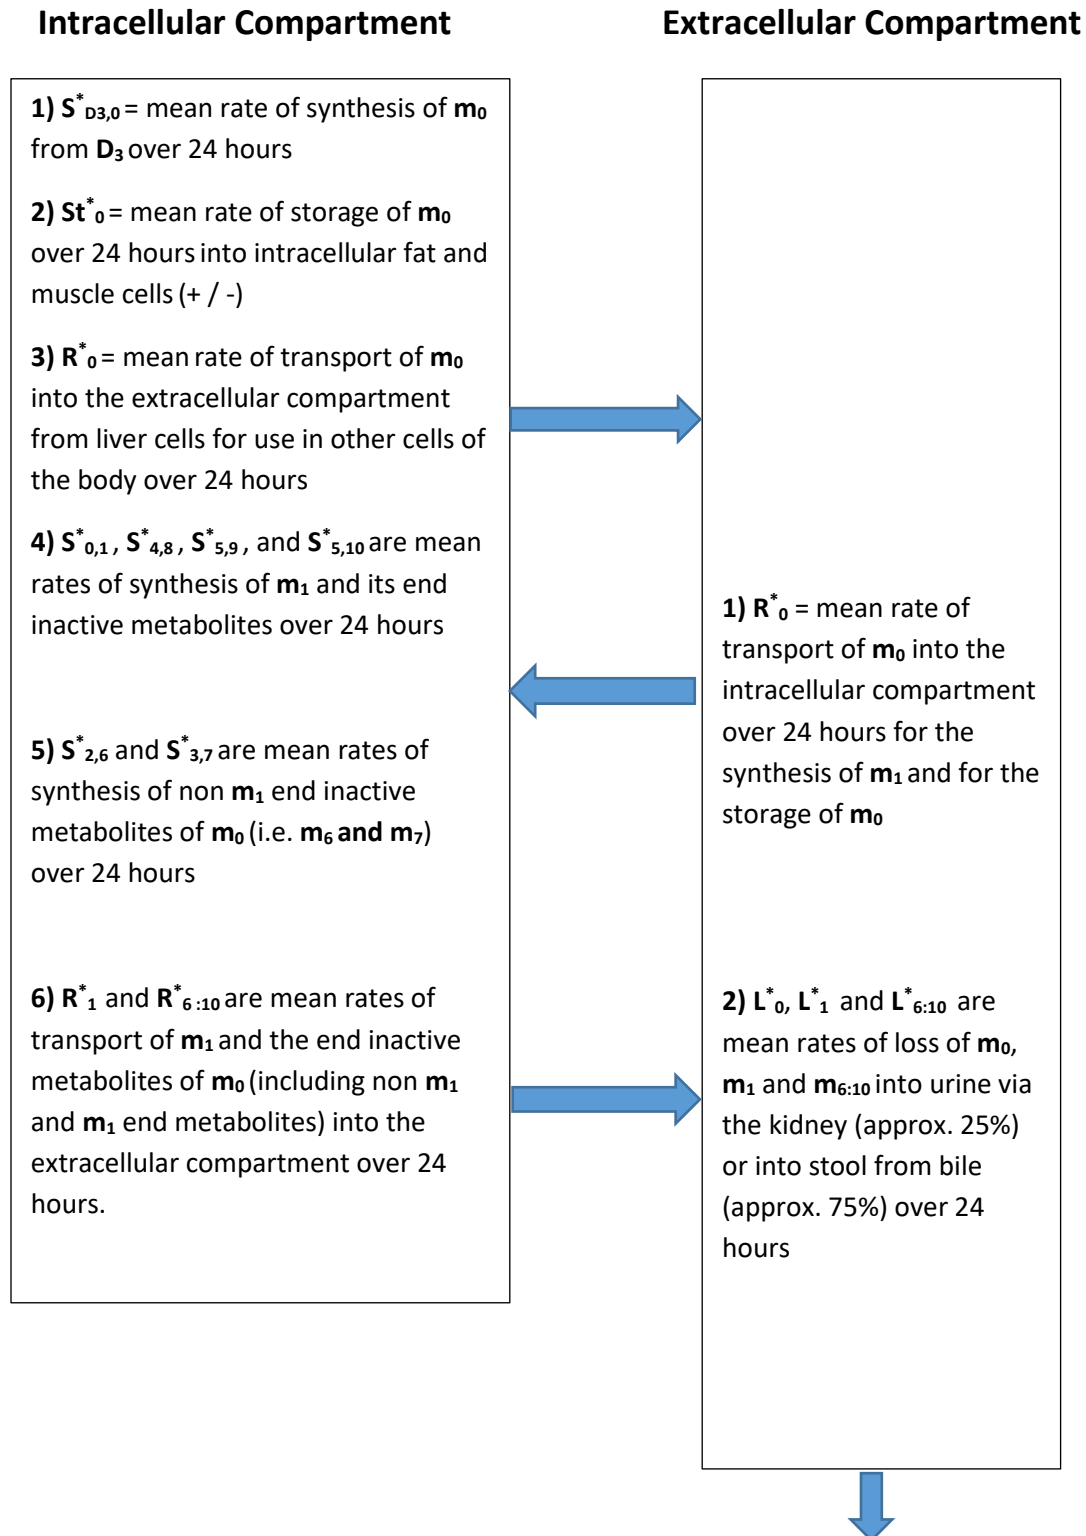 Intracellular Compartment
Extracellular Compartment
1) S*D3,0 = mean rate of synthesis of m0
from D3 over 24 hours
2) St*0 = mean rate of storage of m0
over 24 hours into intracellular fat and
muscle cells (+ / -)
3) R*0 = mean rate of transport of m0
into the extracellular compartment
from liver cells for use in other cells of
the body over 24 hours
4) S*0,1 , S*4,8 , S*5,9 , and S*5,10 are mean
rates of synthesis of m1 and its end
inactive metabolites over 24 hours
5) S*2,6 and S*3,7 are mean rates of
synthesis of non m1 end inactive
metabolites of m0 (i.e. m6 and m7)
over 24 hours
6) R*1 and R*6 :10 are mean rates of
transport of m1 and the end inactive
metabolites of m0 (including non m1
and m1 end metabolites) into the
extracellular compartment over 24
hours.
1) R*0 = mean rate of
transport of m0 into the
intracellular compartment
over 24 hours for the
synthesis of m1 and for the
storage of m0
2) L*0, L*1 and L*6:10 are
mean rates of loss of m0,
m1 and m6:10 into urine via
the kidney (approx. 25%)
or into stool from bile
(approx. 75%) over 24
hours